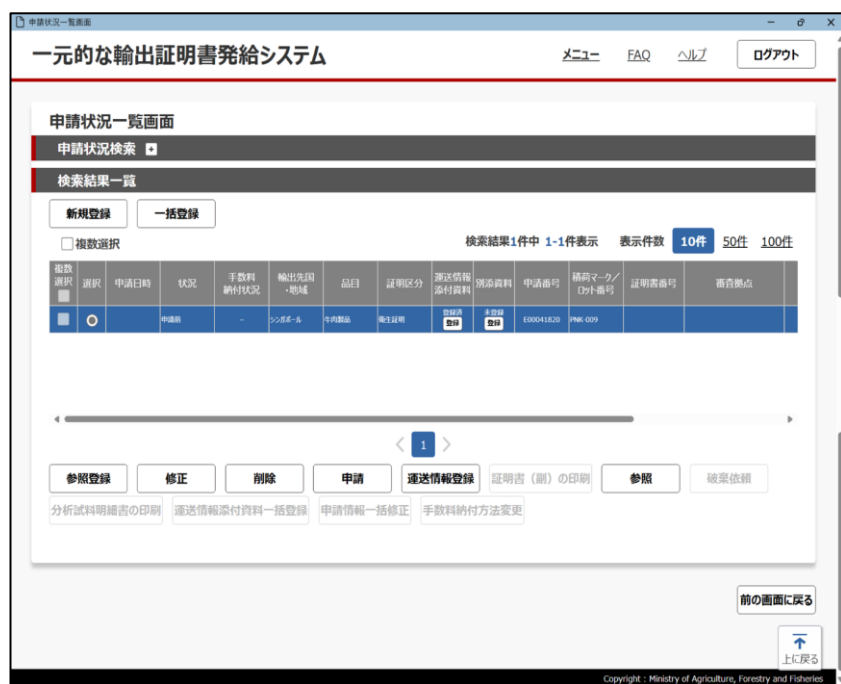 申請状況一覧画面
一元的な輸出証明書発給システム メニュー FAQ ヘルプ ログアウト
申請状況一覧画面
申請状況検索
検索結果一覧
新規登録 一括登録
複数選択 検索結果1件中 1-1件表示 表示件数 10件 50件 100件
複数選択 選択 申請日時 状況 手数料納付状況 輸出先国・地域 品目 証明区分 運送情報添付資料 別添資料 申請番号 積荷マーク/ロット番号 証明書番号 審査拠点
申請前 - シンガポール 牛肉製品 衛生証明 登録済 登録 未登録 登録 E00041820 PNK-009
1
参照登録 修正 削除 申請 運送情報登録 証明書（副）の印刷 参照 破棄依頼
分析試料明細書の印刷 運送情報添付資料一括登録 申請情報一括修正 手数料納付方法変更
前の画面に戻る
上に戻る
Copyright : Ministry of Agriculture, Forestry and Fisheries